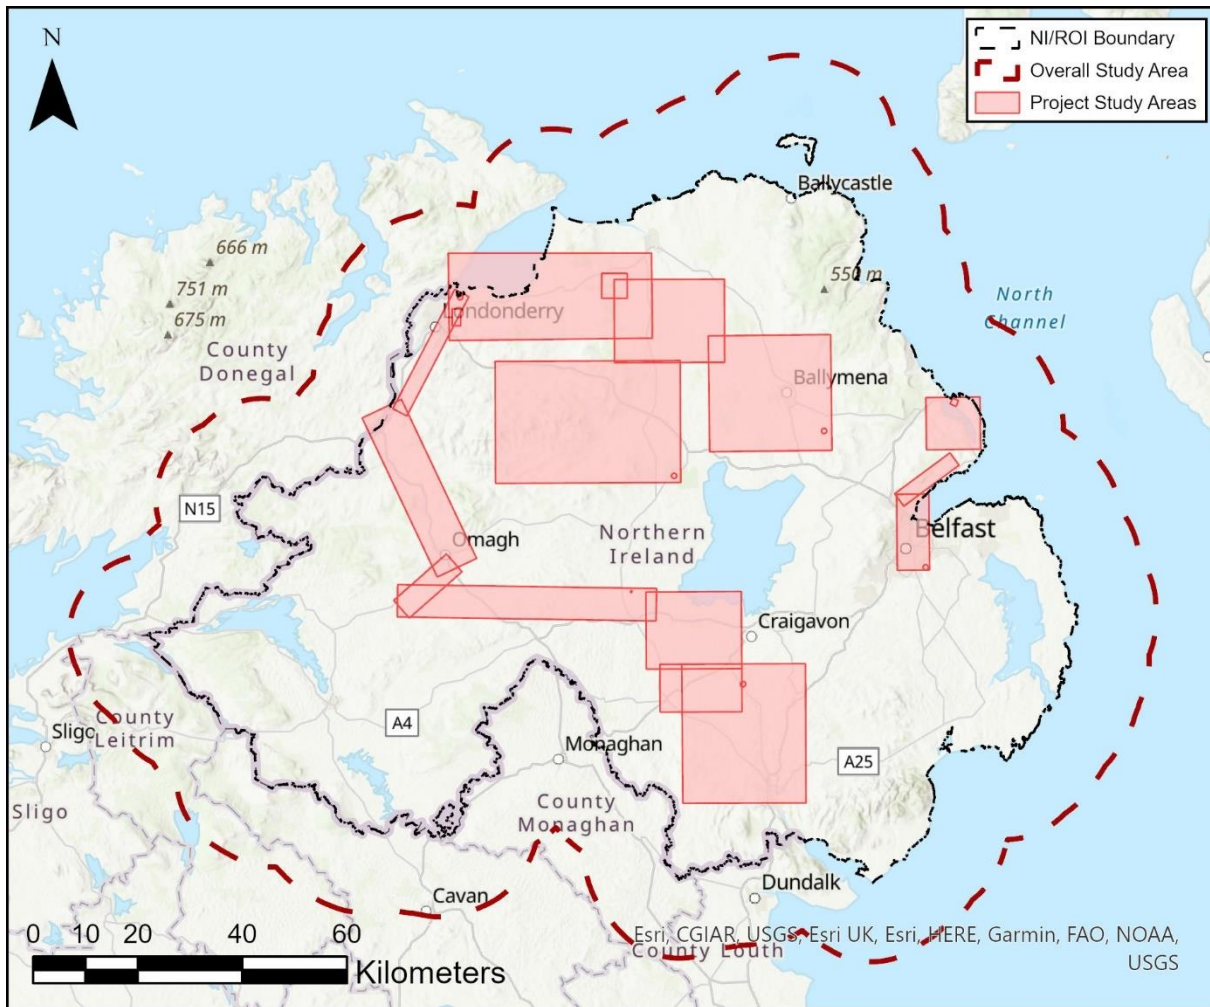 N
NI/ROI Boundary
Overall Study Area
Project Study Areas
Ballycastle
666 m
751 m
675 m
550 m
North
Channel
Londonderry
County
Donegal
Ballymena
N15
Omagh
Northern
Ireland
Belfast
Craigavon
County
Leitrim
Sligo
A4
Monaghan
A25
Sligo
County
Monaghan
Cavan
Dundalk
0 10 20 40 60
Kilometers
Esri, CGIAR, USGS, Esri UK, Esri, HERE, Garmin, FAO, NOAA,
USGS
County Louth